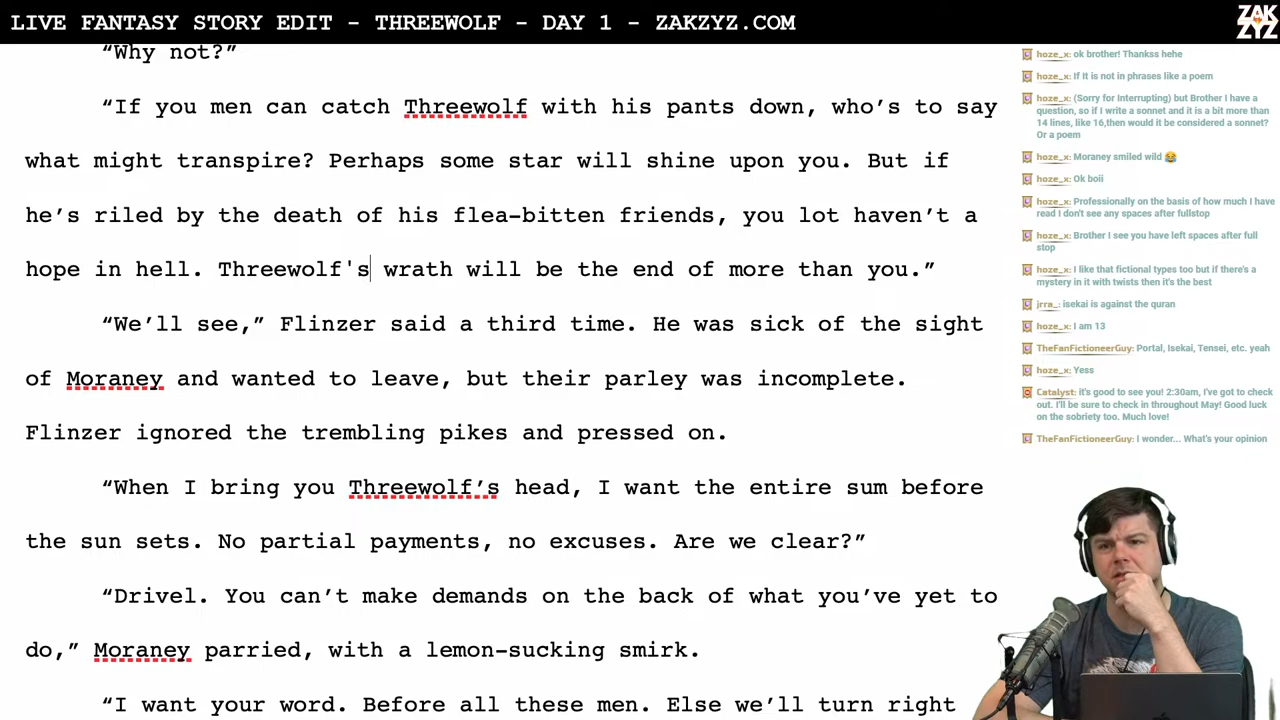 LIVE FANTASY STORY EDIT - THREEWOLF - DAY 1 - ZAKZYZ.COM
ZAK
ZYZ
“Why not?”
“If you men can catch Threewolf with his pants down, who’s to say
what might transpire? Perhaps some star will shine upon you. But if
he’s riled by the death of his flea-bitten friends, you lot haven’t a
hope in hell. Threewolf's wrath will be the end of more than you.”
“We’ll see,” Flinzer said a third time. He was sick of the sight
of Moraney and wanted to leave, but their parley was incomplete.
Flinzer ignored the trembling pikes and pressed on.
“When I bring you Threewolf’s head, I want the entire sum before
the sun sets. No partial payments, no excuses. Are we clear?”
“Drivel. You can’t make demands on the back of what you’ve yet to
do,” Moraney parried, with a lemon-sucking smirk.
“I want your word. Before all these men. Else we’ll turn right
hoze_x: ok brother! Thankss hehe
hoze_x: If It is not in phrases like a poem
hoze_x: (Sorry for Interrupting) but Brother I have a
question, so if I write a sonnet and it is a bit more than
14 lines, like 16,then would it be considered a sonnet?
Or a poem
hoze_x: Moraney smiled wild 😂
hoze_x: Ok boii
hoze_x: Professionally on the basis of how much I have
read I don't see any spaces after fullstop
hoze_x: Brother I see you have left spaces after full
stop
hoze_x: I like that fictional types too but if there's a
mystery in it with twists then it's the best
jrra_: isekai is against the quran
hoze_x: I am 13
TheFanFictioneerGuy: Portal, Isekai, Tensei, etc. yeah
hoze_x: Yess
Catalyst: it's good to see you! 2:30am, I've got to check
out. I'll be sure to check in throughout May! Good luck
on the sobriety too. Much love!
TheFanFictioneerGuy: I wonder... What's your opinion